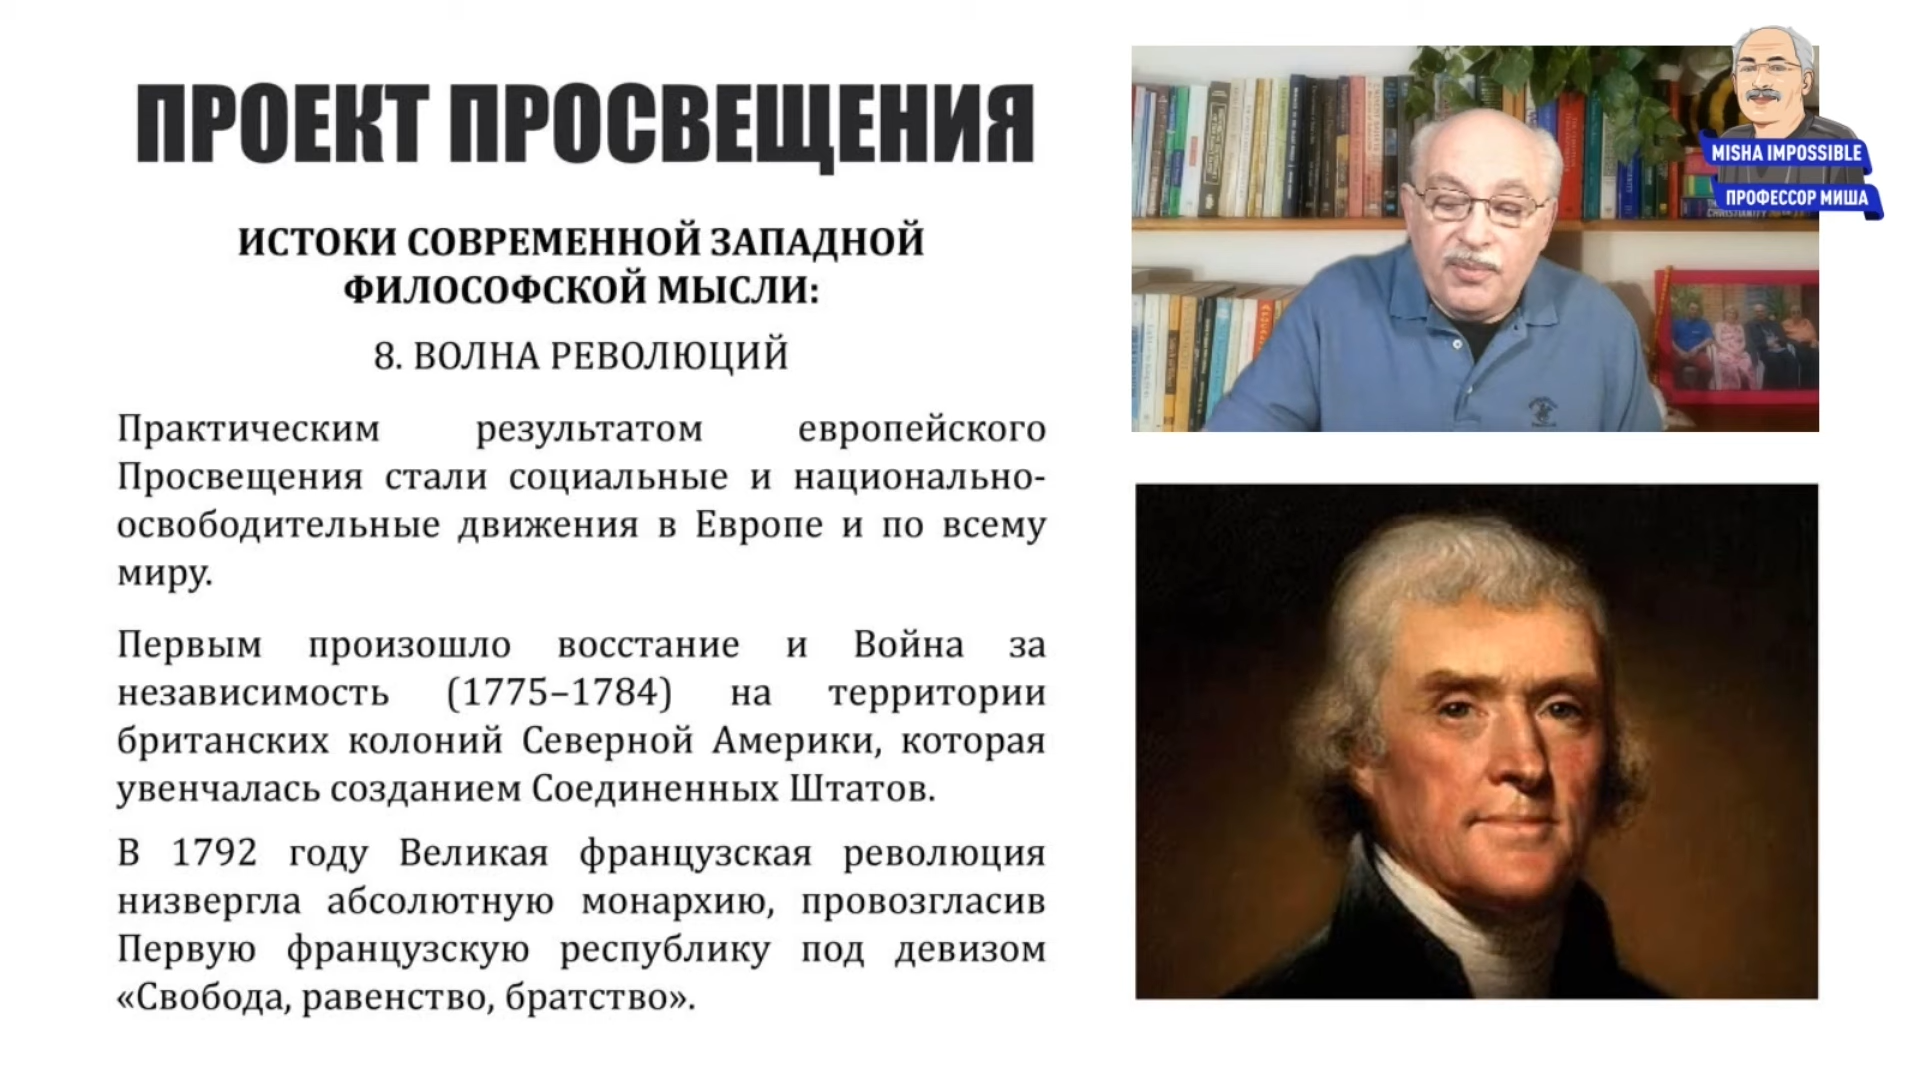 ПРОЕКТ ПРОСВЕЩЕНИЯ
ИСТОКИ СОВРЕМЕННОЙ ЗАПАДНОЙ
ФИЛОСОФСКОЙ МЫСЛИ:
8. ВОЛНА РЕВОЛЮЦИЙ
Практическим результатом европейского
Просвещения стали социальные и национально-
освободительные движения в Европе и по всему
миру.
Первым произошло восстание и Война за
независимость (1775–1784) на территории
британских колоний Северной Америки, которая
увенчалась созданием Соединенных Штатов.
В 1792 году Великая французская революция
низвергла абсолютную монархию, провозгласив
Первую французскую республику под девизом
«Свобода, равенство, братство».
MISHA IMPOSSIBLE
ПРОФЕССОР МИША
CHRISTIANITY